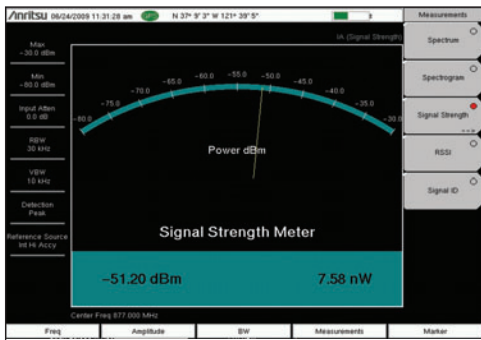 Anritsu 06/24/2009 11:31:28 am N 37° 9' 3" W 121° 39' 5" Measurements
IA (Signal Strength)
Max
-30.0 dBm
Min
-80.0 dBm
Input Atten
0.0 dB
RBW
30 kHz
VBW
10 kHz
Detection
Peak
Reference Source
Int Hi Accy
-80.0 -75.0 -70.0 -65.0 -60.0 -55.0 -50.0 -45.0 -40.0 -35.0 -30.0
Power dBm
Signal Strength Meter
-51.20 dBm 7.58 nW
Center Freq 877.000 MHz
Spectrum
Spectrogram
Signal Strength
-->
RSSI
Signal ID
Freq Amplitude BW Measurements Marker